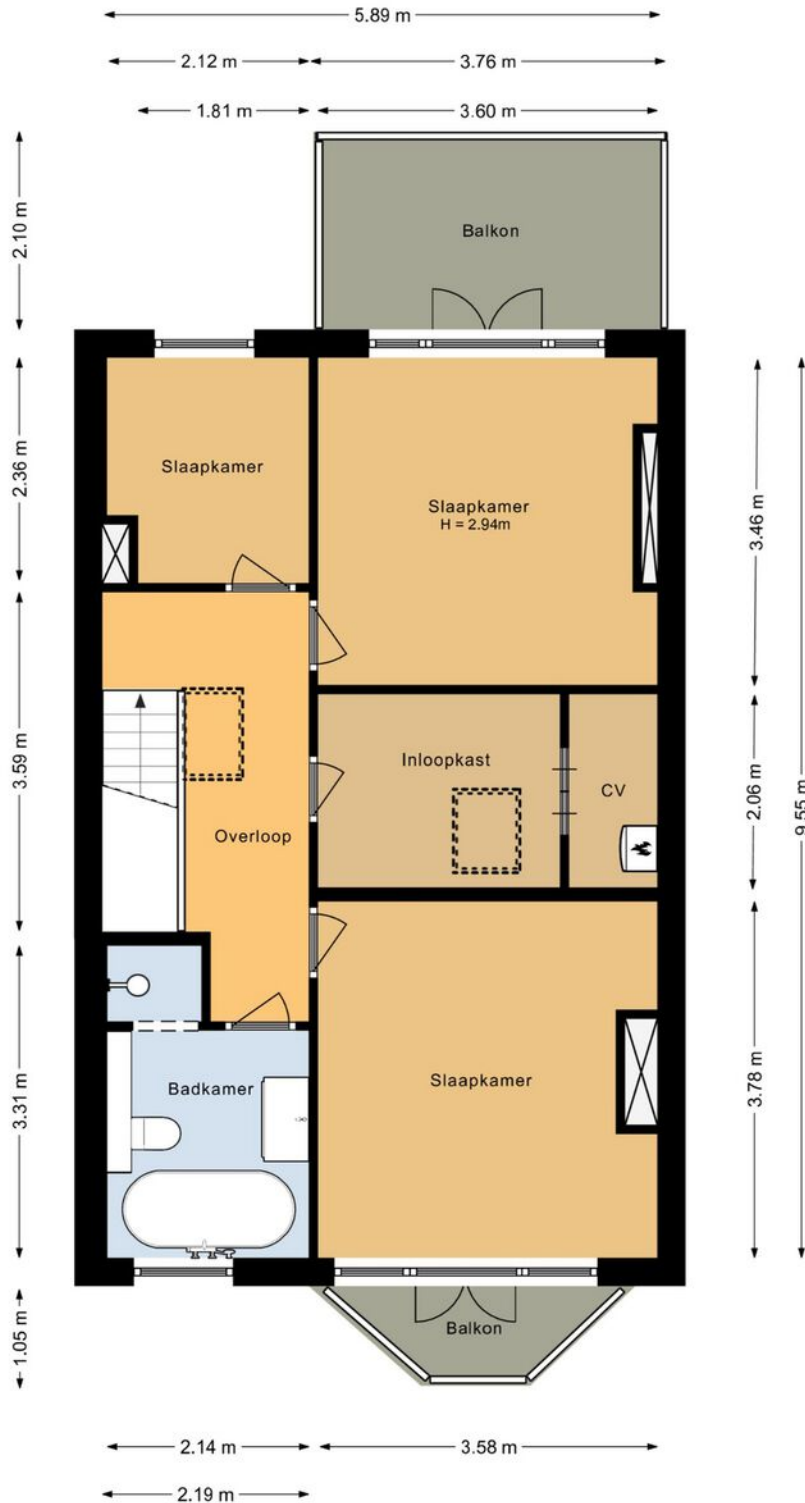 5.89 m
2.12 m
3.76 m
1.81 m
3.60 m
2.10 m
Balkon
2.36 m
Slaapkamer
Slaapkamer
H = 2.94m
3.46 m
9.55 m
3.59 m
Inloopkast
CV
2.06 m
Overloop
3.31 m
Badkamer
Slaapkamer
3.78 m
1.05 m
Balkon
2.14 m
3.58 m
2.19 m